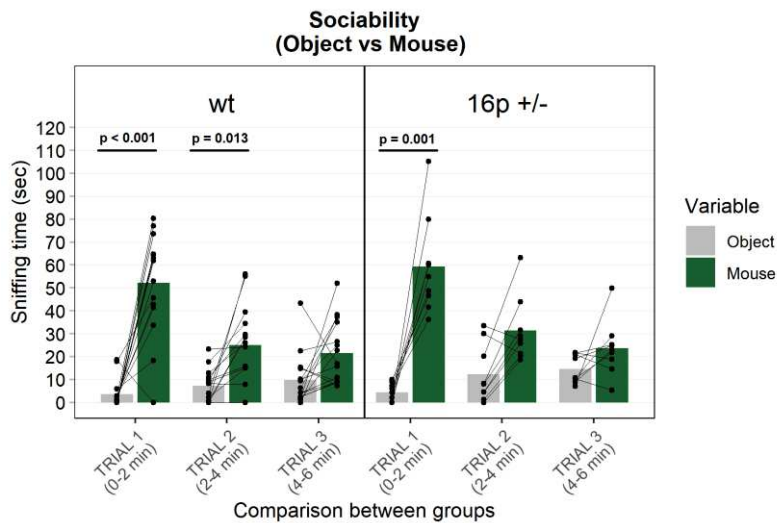 Sociability
(Object vs Mouse)
wt
16p +/-
120
110
100
90
80
70
60
50
40
30
20
10
0
Sniffing time (sec)
p < 0.001
p = 0.013
p = 0.001
TRIAL 1
(0-2 min)
TRIAL 2
(2-4 min)
TRIAL 3
(4-6 min)
TRIAL 1
(0-2 min)
TRIAL 2
(2-4 min)
TRIAL 3
(4-6 min)
Comparison between groups
Variable
Object
Mouse